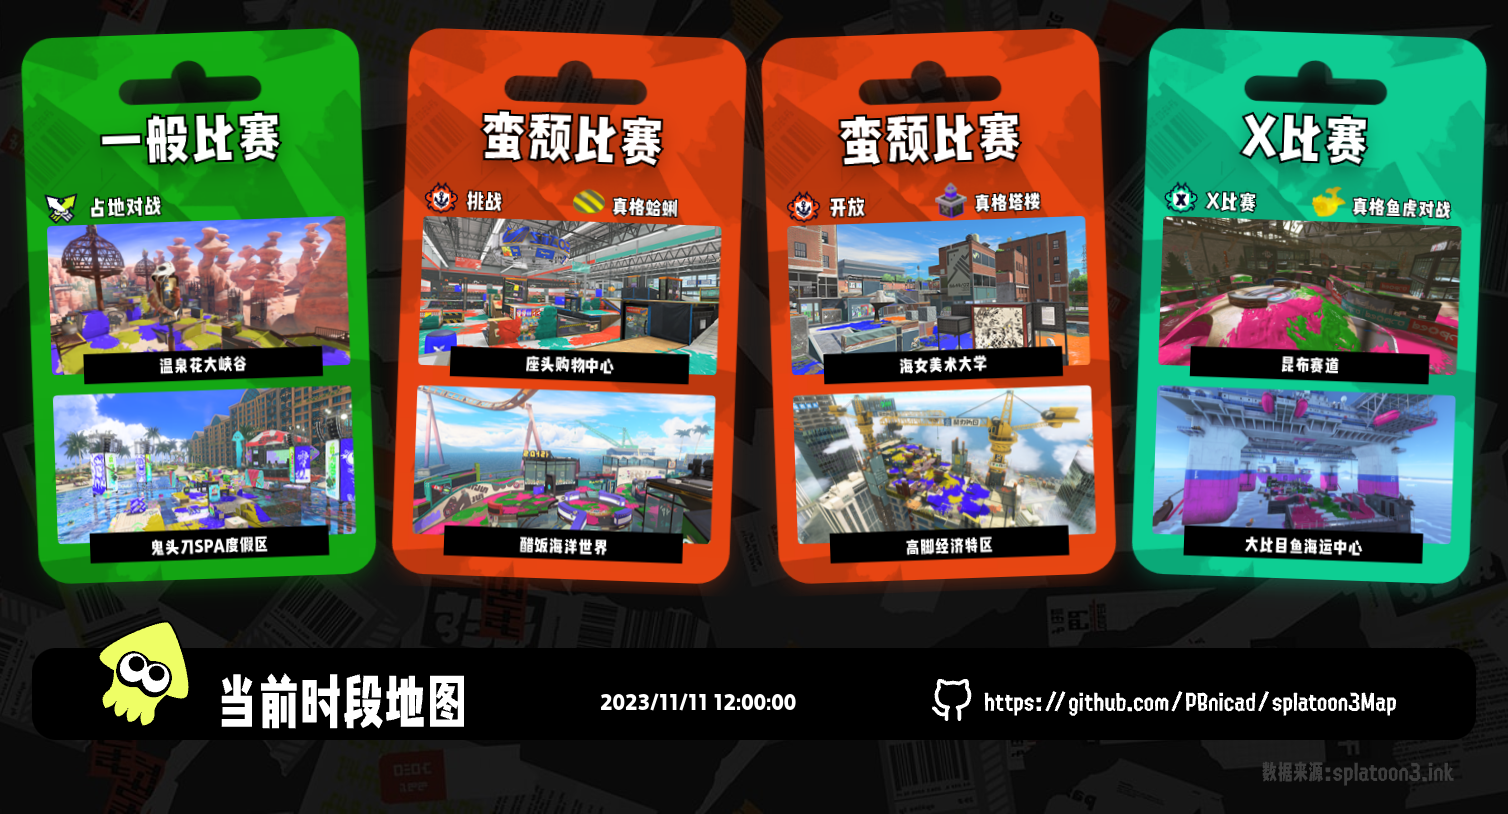 一般比赛
占地对战
温泉花大峡谷
鬼头刀SPA度假区
蛮颓比赛
挑战
真格蛤蜊
座头购物中心
醋饭海洋世界
蛮颓比赛
开放
真格塔楼
海女美术大学
高脚经济特区
X比赛
X比赛
真格鱼虎对战
昆布赛道
大比目鱼海运中心
当前时段地图
2023/11/11 12:00:00
https://github.com/PBnicad/splatoon3Map
数据来源:splatoon3.ink